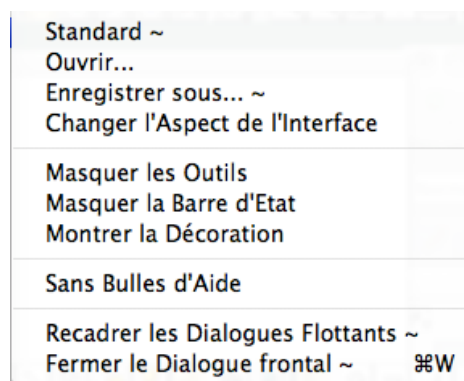 Standard ~
Ouvrir...
Enregistrer sous... ~
Changer l'Aspect de l'Interface
Masquer les Outils
Masquer la Barre d'Etat
Montrer la Décoration
Sans Bulles d'Aide
Recadrer les Dialogues Flottants ~
Fermer le Dialogue frontal ~ ⌘W